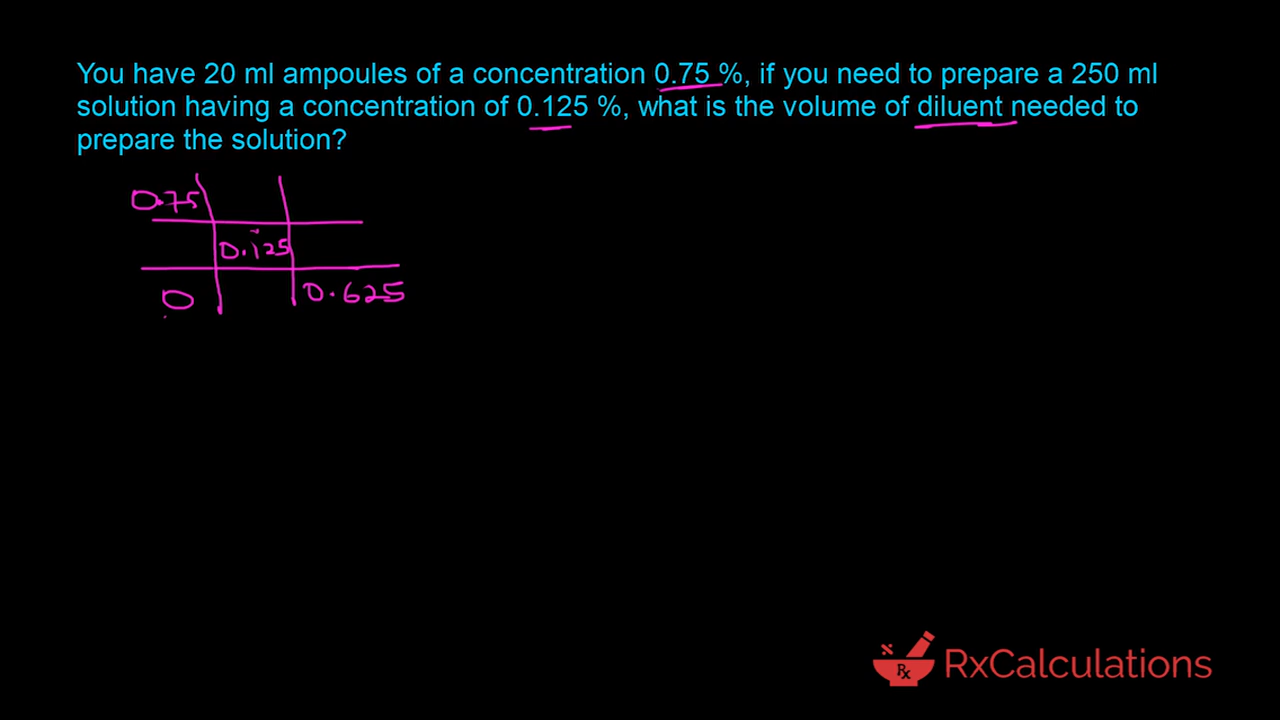 You have 20 ml ampoules of a concentration 0.75 %, if you need to prepare a 250 ml
solution having a concentration of 0.125 %, what is the volume of diluent needed to
prepare the solution?
0.75
0.125
0 0.625
Rx RxCalculations